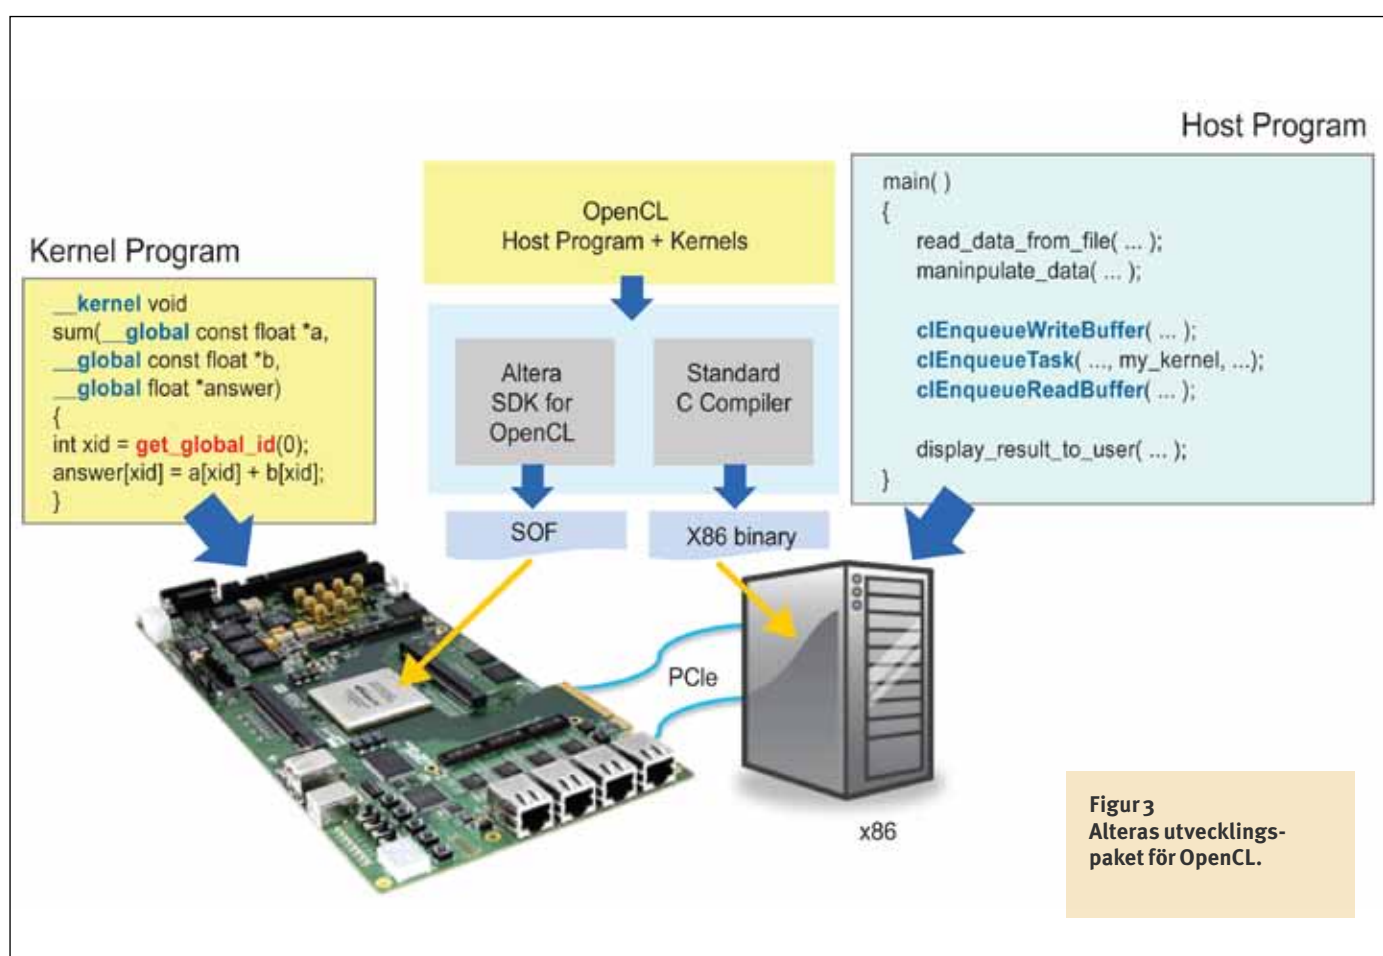 Host Program
main( )
{
read_data_from_file( ... );
maninpulate_data( ... );
clEnqueueWriteBuffer( ... );
clEnqueueTask( ..., my_kernel, ...);
clEnqueueReadBuffer( ... );
display_result_to_user( ... );
}
OpenCL
Host Program + Kernels
Kernel Program
__kernel void
sum(__global const float *a,
__global const float *b,
__global float *answer)
{
int xid = get_global_id(0);
answer[xid] = a[xid] + b[xid];
}
Altera
SDK for
OpenCL
Standard
C Compiler
SOF
X86 binary
PCIe
x86
Figur 3
Alteras utvecklings-
paket för OpenCL.